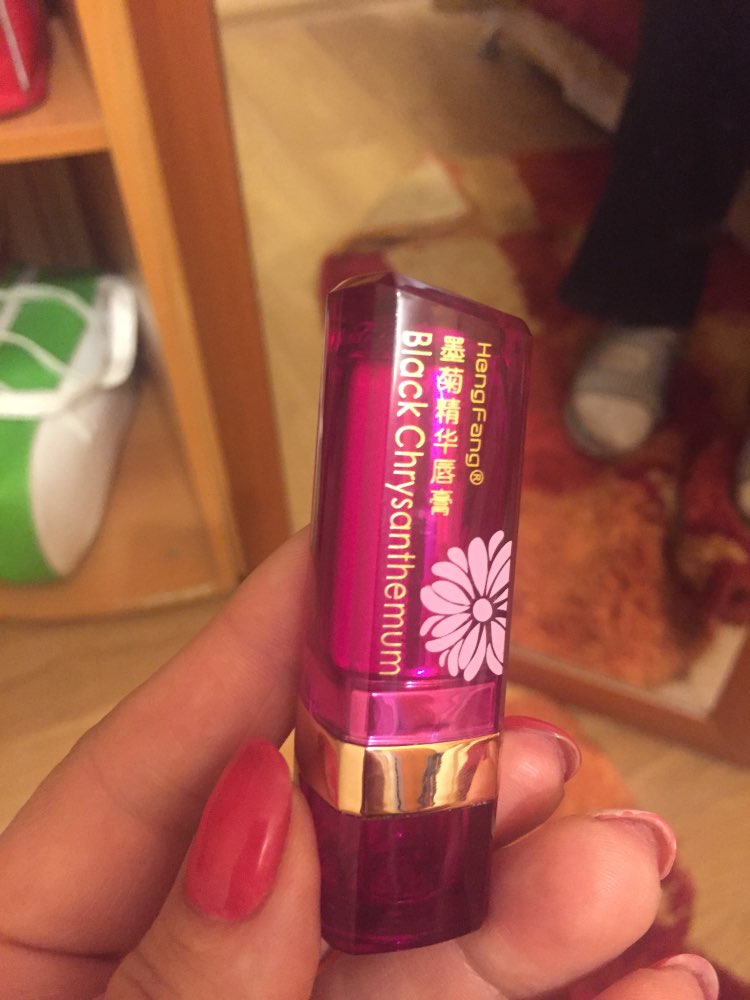 HengFang®
墨菊精华唇膏
Black Chrysanthemum